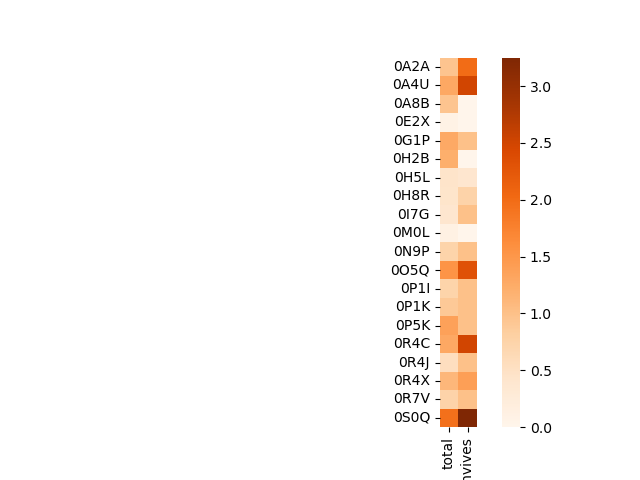 0A2A
0A4U
0A8B
0E2X
0G1P
0H2B
0H5L
0H8R
0I7G
0M0L
0N9P
0O5Q
0P1I
0P1K
0P5K
0R4C
0R4J
0R4X
0R7V
0S0Q
total
3.0
2.5
2.0
1.5
1.0
0.5
0.0